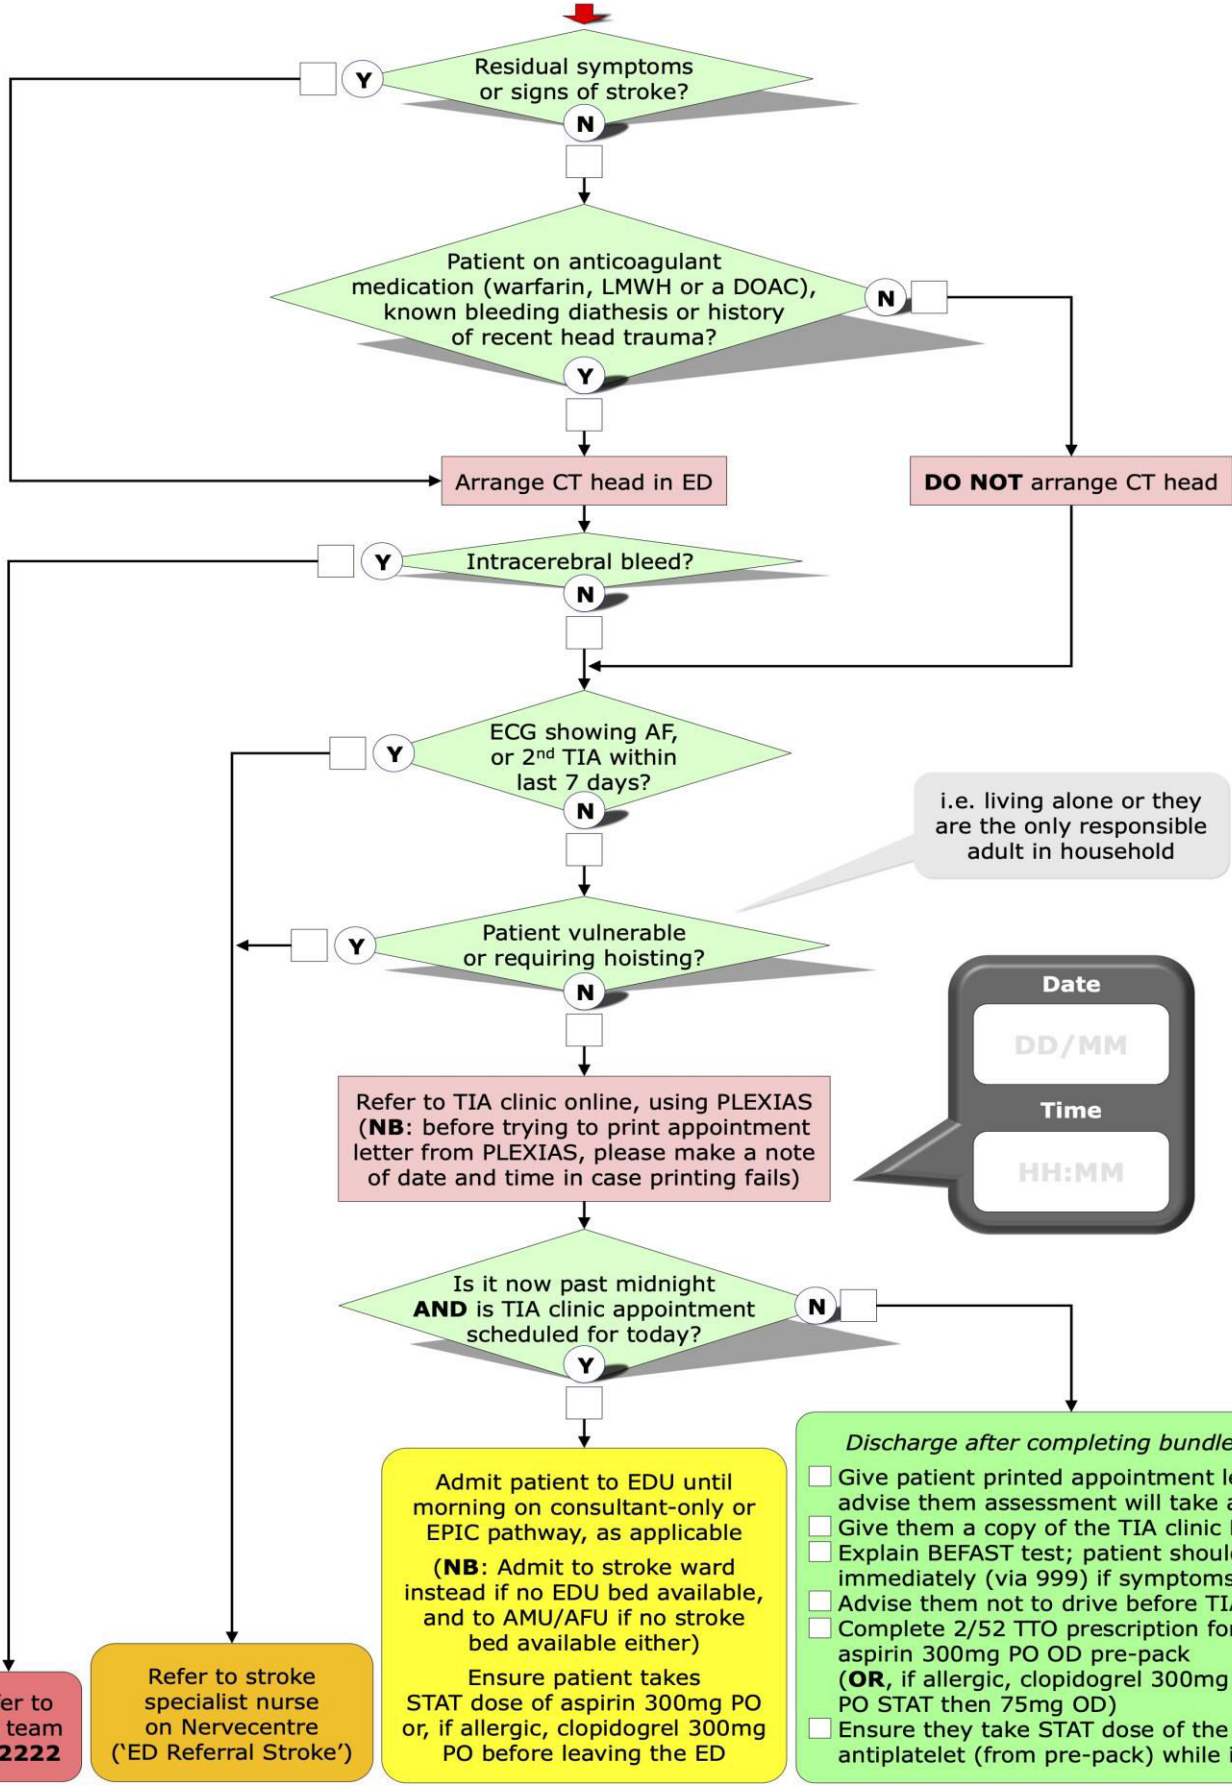 Residual symptoms
or signs of stroke?
Y
N
Patient on anticoagulant
medication (warfarin, LMWH or a DOAC),
known bleeding diathesis or history
of recent head trauma?
N
Y
Arrange CT head in ED
DO NOT arrange CT head
Y
Intracerebral bleed?
N
ECG showing AF,
or 2nd TIA within
last 7 days?
Y
N
i.e. living alone or they
are the only responsible
adult in household
Y
Patient vulnerable
or requiring hoisting?
N
Date
DD/MM
Time
HH:MM
Refer to TIA clinic online, using PLEXIAS
(NB: before trying to print appointment
letter from PLEXIAS, please make a note
of date and time in case printing fails)
Is it now past midnight
AND is TIA clinic appointment
scheduled for today?
N
Y
team
2222
Refer to stroke
specialist nurse
on Nervecentre
('ED Referral Stroke')
Admit patient to EDU until
morning on consultant-only or
EPIC pathway, as applicable
(NB: Admit to stroke ward
instead if no EDU bed available,
and to AMU/AFU if no stroke
bed available either)
Ensure patient takes
STAT dose of aspirin 300mg PO
or, if allergic, clopidogrel 300mg
PO before leaving the ED
Discharge after completing bundle
Give patient printed appointment
advise them assessment will take
Give them a copy of the TIA clinic
Explain BEFAST test; patient should
immediately (via 999) if symptoms
Advise them not to drive before TIA
Complete 2/52 TTO prescription for
aspirin 300mg PO OD pre-pack
(OR, if allergic, clopidogrel 300mg
PO STAT then 75mg OD)
Ensure they take STAT dose of the
antiplatelet (from pre-pack) while